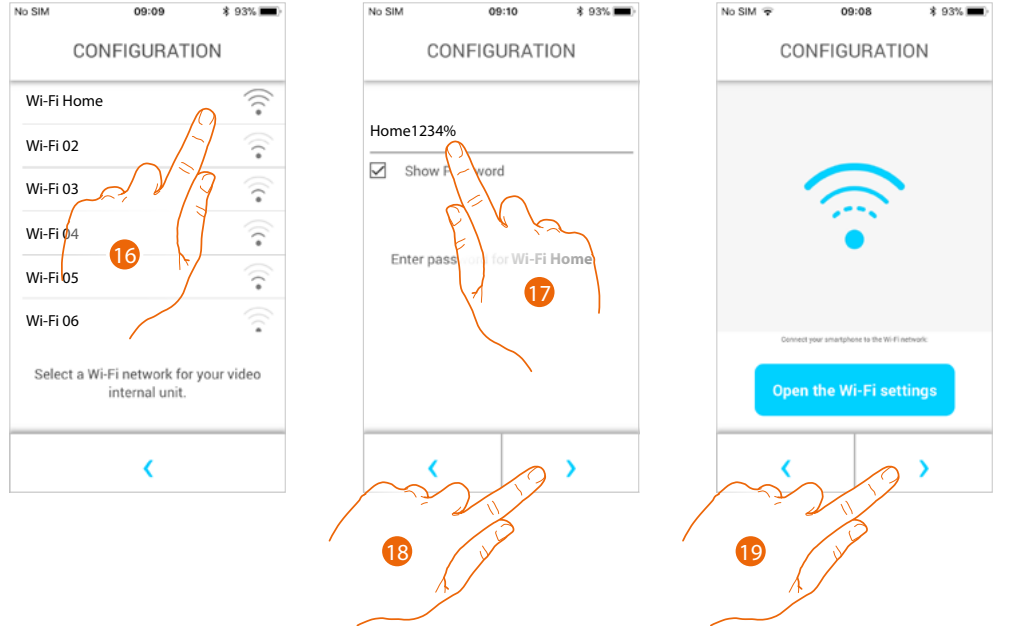 No SIM 09:09 93%
CONFIGURATION
Wi-Fi Home
Wi-Fi 02
Wi-Fi 03
Wi-Fi 04
Wi-Fi 05
Wi-Fi 06
16
Select a Wi-Fi network for your video
internal unit.
No SIM 09:10 93%
CONFIGURATION
Home1234%
Show Password
Enter password for Wi-Fi Home
17
18
No SIM 09:08 93%
CONFIGURATION
Connect your smartphone to the Wi-Fi network.
Open the Wi-Fi settings
19